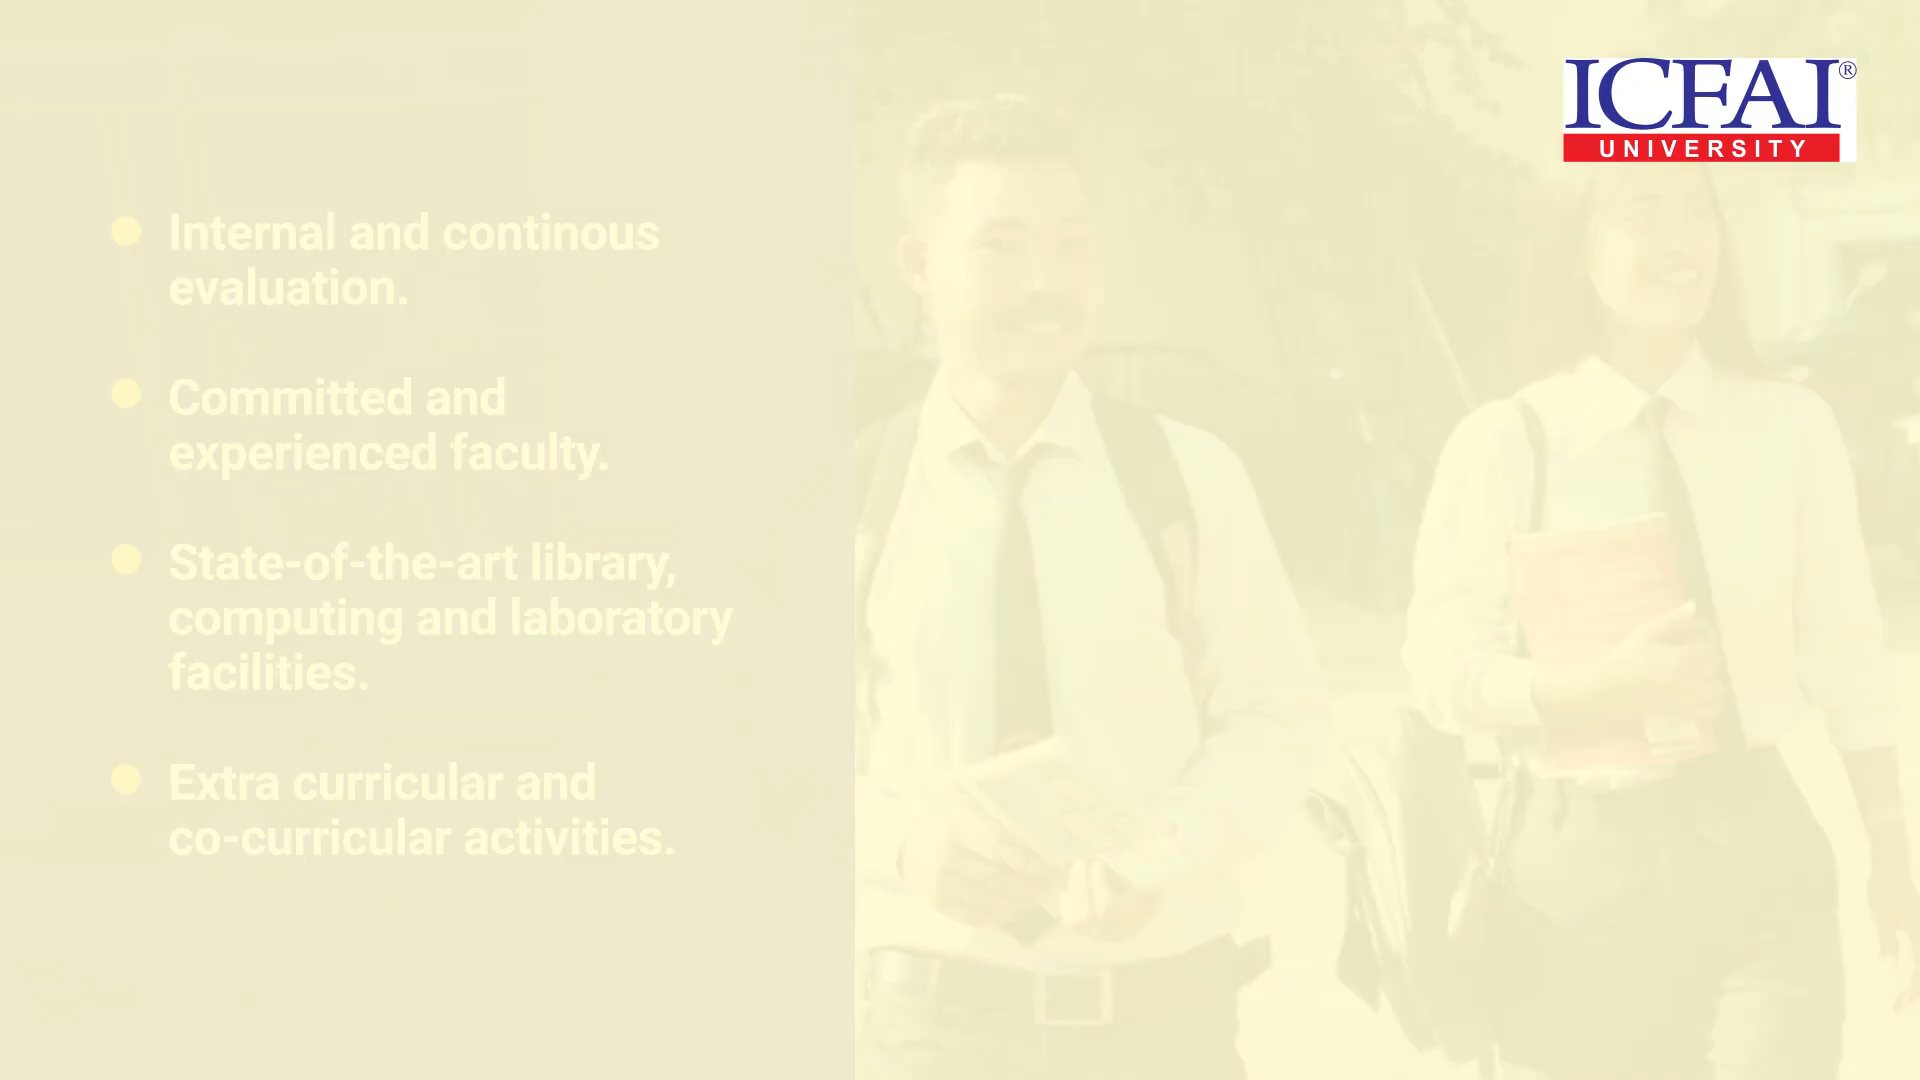 ICFAI®
UNIVERSITY
Internal and continous
evaluation.
Committed and
experienced faculty.
State-of-the-art library,
computing and laboratory
facilities.
Extra curricular and
co-curricular activities.